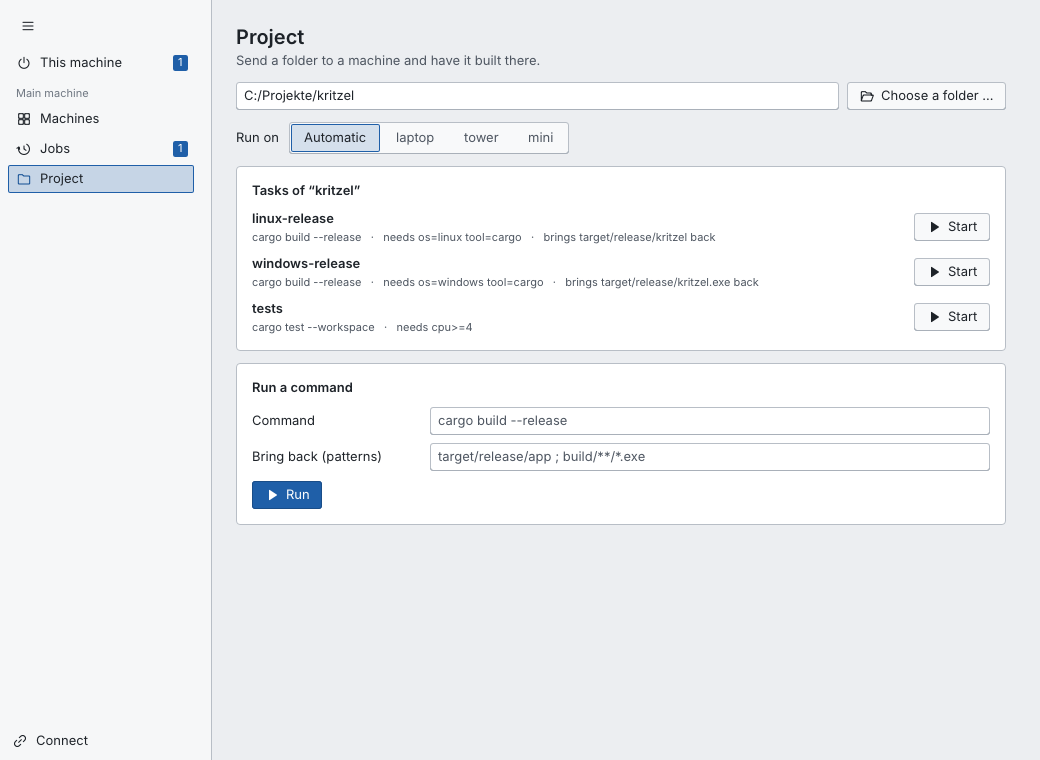 This machine 1
Main machine
Machines
Jobs 1
Project
Connect
Project
Send a folder to a machine and have it built there.
C:/Projekte/kritzel
Choose a folder ...
Run on Automatic laptop tower mini
Tasks of “kritzel”
linux-release
cargo build --release · needs os=linux tool=cargo · brings target/release/kritzel back
Start
windows-release
cargo build --release · needs os=windows tool=cargo · brings target/release/kritzel.exe back
Start
tests
cargo test --workspace · needs cpu>=4
Start
Run a command
Command cargo build --release
Bring back (patterns) target/release/app ; build/**/*.exe
Run